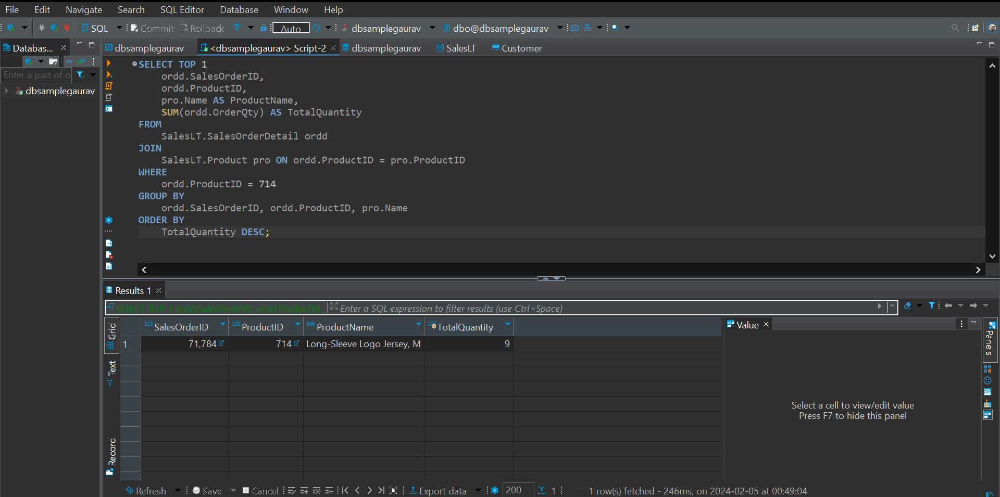 File Edit Navigate Search SQL Editor Database Window Help
SQL Commit Rollback Auto dbsamplegaurav dbo@dbsamplegaurav
Databas... dbsamplegaurav <dbsamplegaurav> Script-2 dbsamplegaurav SalesLT Customer
Enter a part of o
dbsamplegaurav
SELECT TOP 1
ordd.SalesOrderID,
ordd.ProductID,
pro.Name AS ProductName,
SUM(ordd.OrderQty) AS TotalQuantity
FROM
SalesLT.SalesOrderDetail ordd
JOIN
SalesLT.Product pro ON ordd.ProductID = pro.ProductID
WHERE
ordd.ProductID = 714
GROUP BY
ordd.SalesOrderID, ordd.ProductID, pro.Name
ORDER BY
TotalQuantity DESC;
Results 1
SELECT TOP 1 ordd.SalesOrderID, ordd.ProductID, Enter a SQL expression to filter results (use Ctrl+Space)
Grid
Text
Record
123 SalesOrderID 123 ProductID ABC ProductName 123 TotalQuantity
1 71,784 714 Long-Sleeve Logo Jersey, M 9
Value
Panels
Select a cell to view/edit value
Press F7 to hide this panel
Refresh Save Cancel Export data 200 1 1 row(s) fetched - 246ms, on 2024-02-05 at 00:49:04